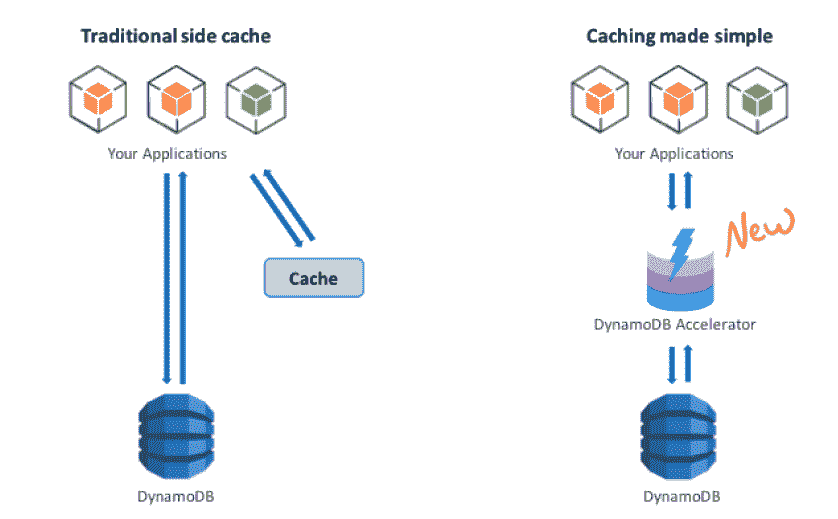 Traditional side cache
Your Applications
Cache
DynamoDB
Caching made simple
Your Applications
New
DynamoDB Accelerator
DynamoDB